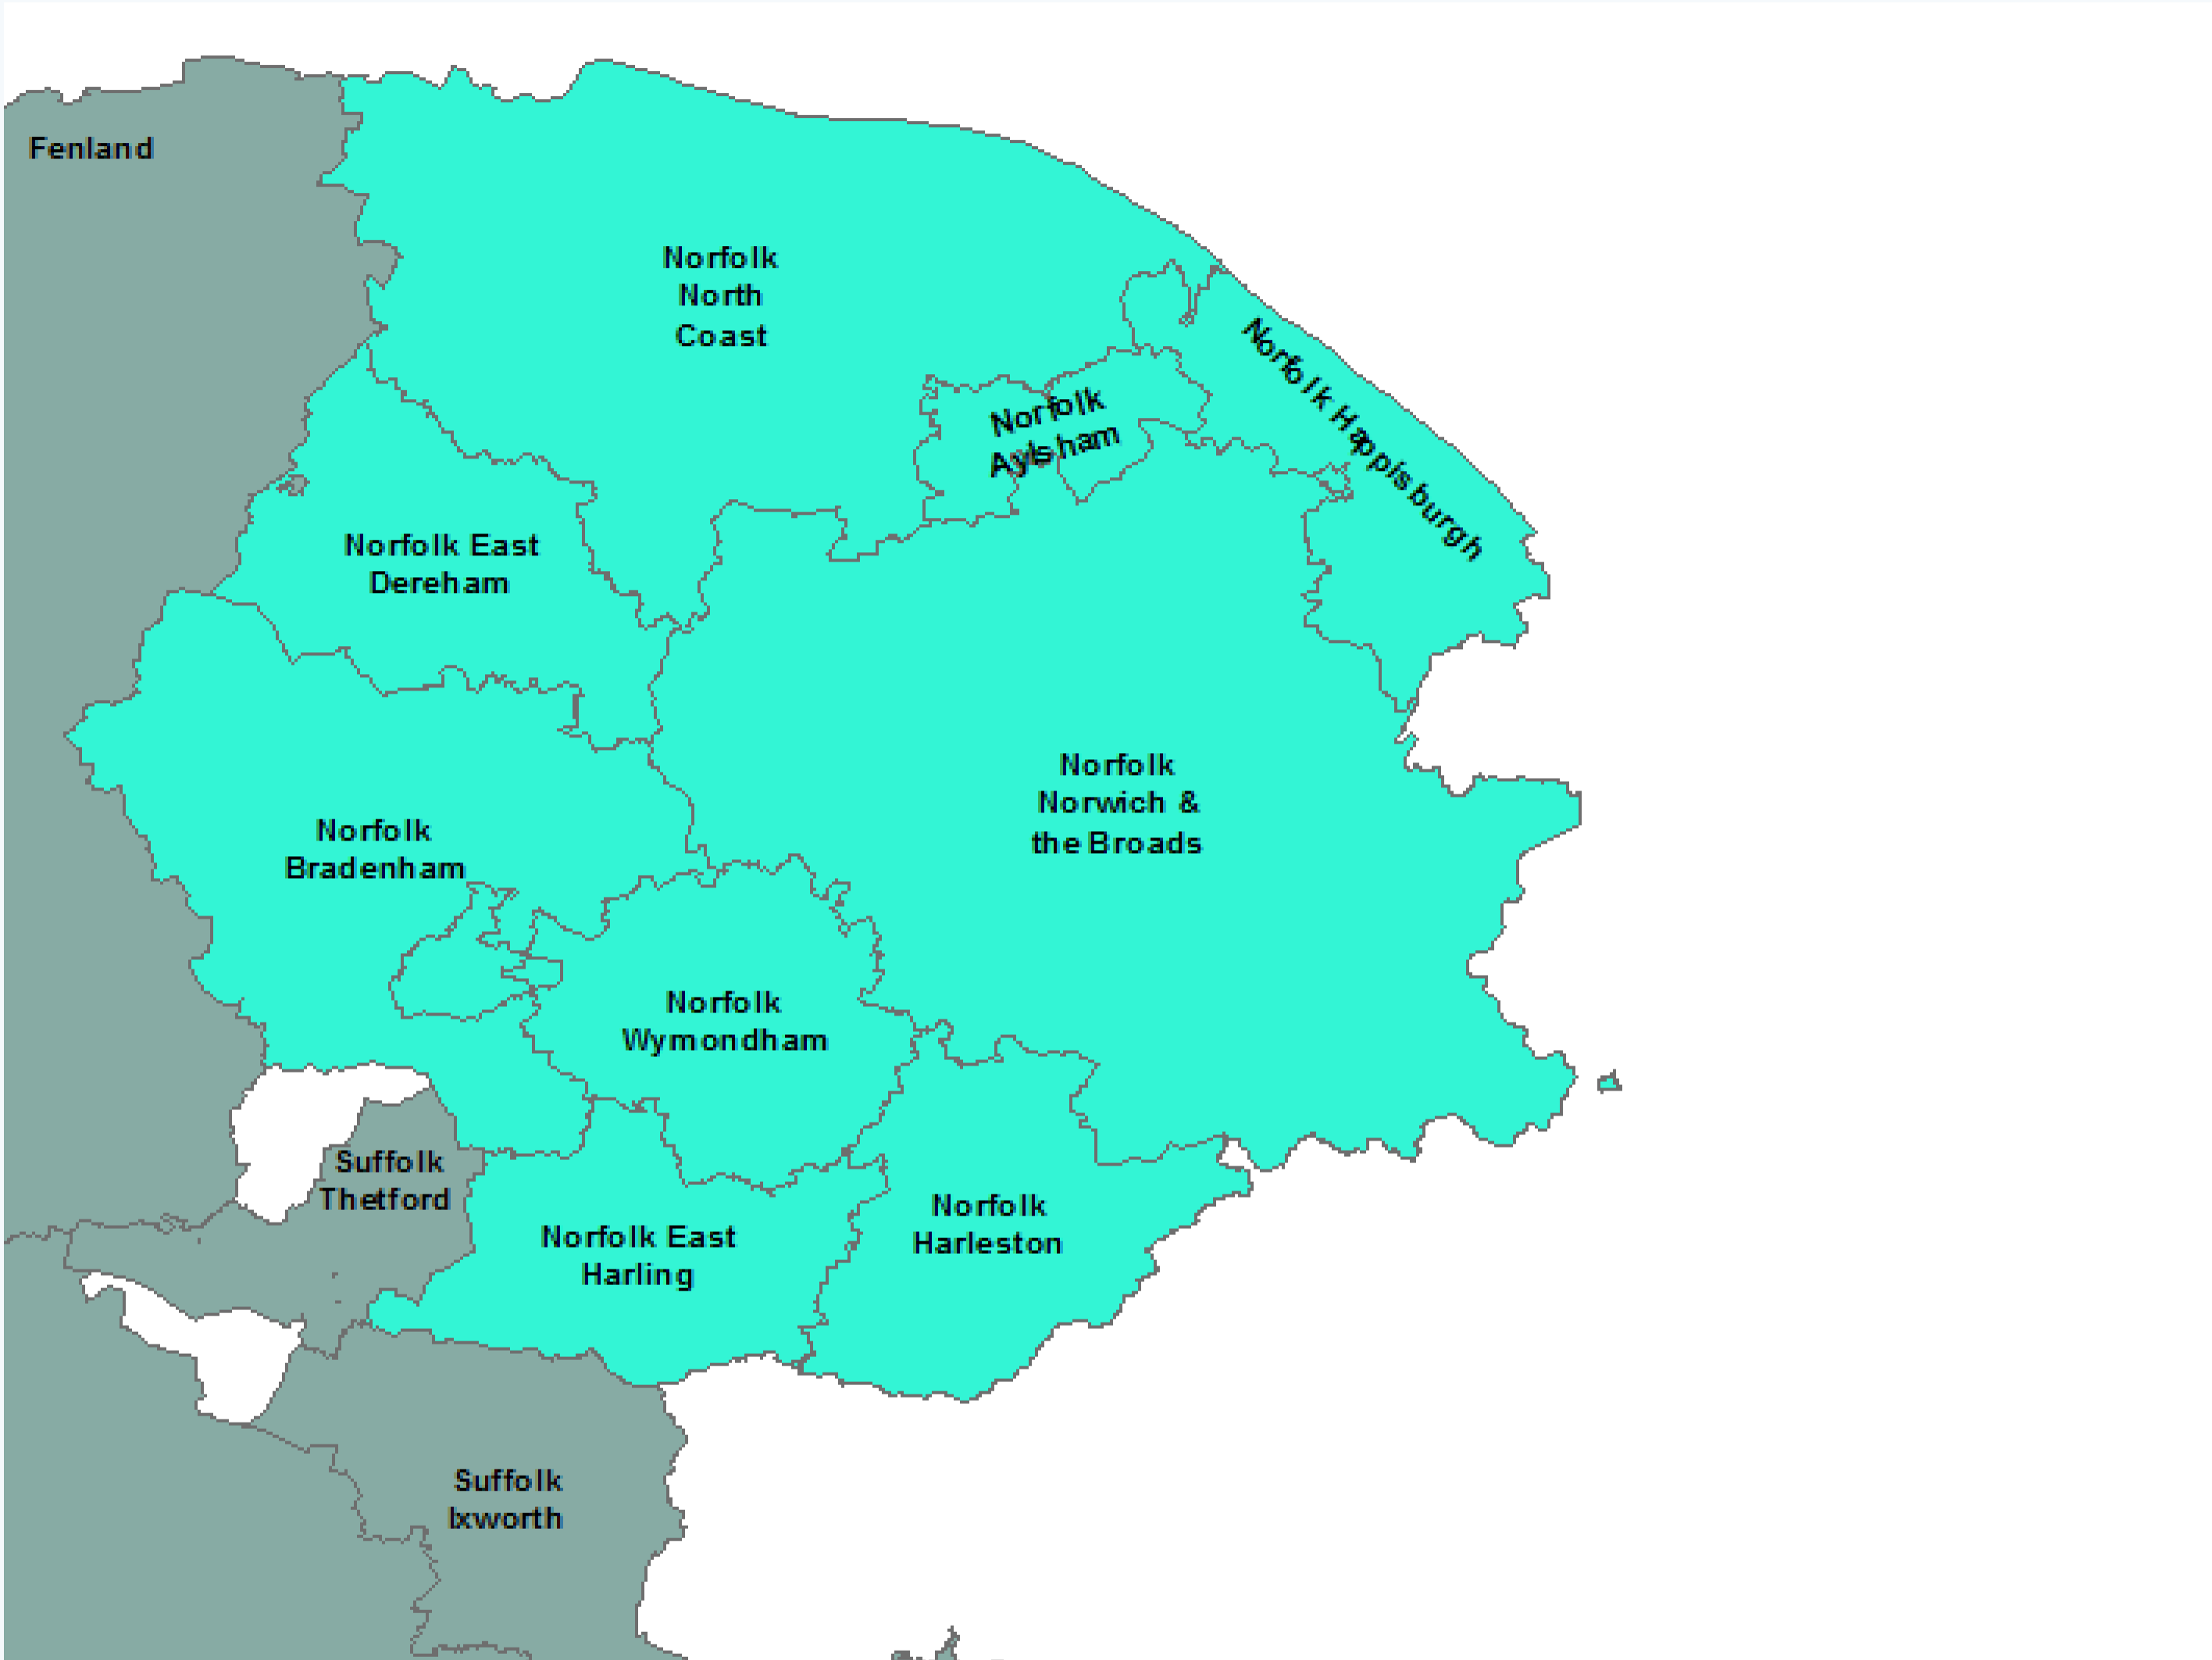 Fenland
Norfolk
North
Coast
Norfolk Happisburgh
Norfolk
Aylsham
Norfolk East
Dereham
Norfolk
Norwich &
the Broads
Norfolk
Bradenham
Norfolk
Wymondham
Suffolk
Thetford
Norfolk East
Harling
Norfolk
Harleston
Suffolk
Ixworth